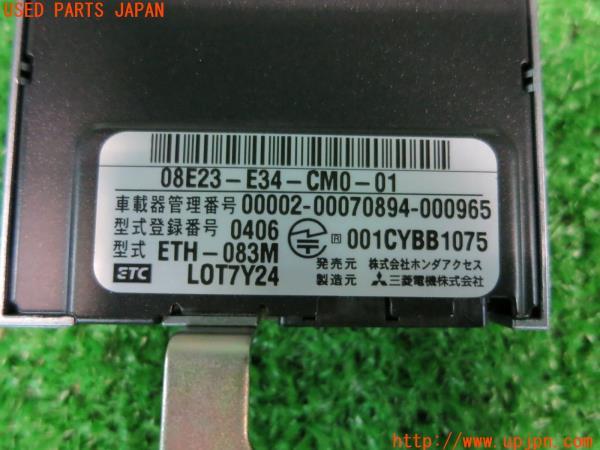 USED PARTS JAPAN
08E23-E34-CM0-01
車載器管理番号 00002-00070894-000965
型式登録番号 0406
R 001CYBB1075
型式 ETH-083M
ETC LOT7Y24
発売元 株式会社ホンダアクセス
製造元 三菱電機株式会社
http://www.upjpn.com/